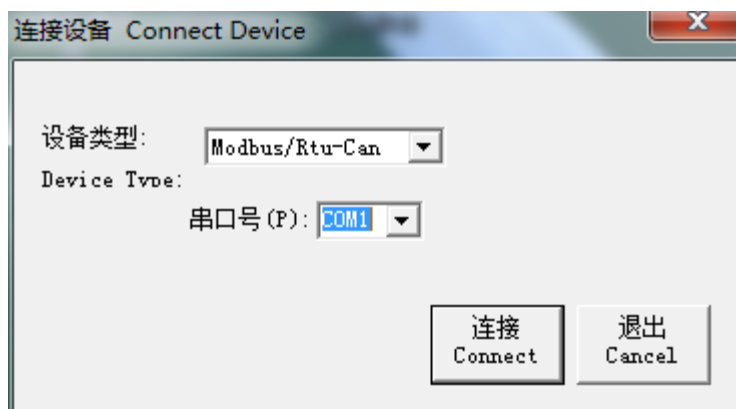 连接设备 Connect Device
设备类型:
Modbus/Rtu-Can
Device Type:
串口号(P): COM1
连接
Connect
退出
Cancel